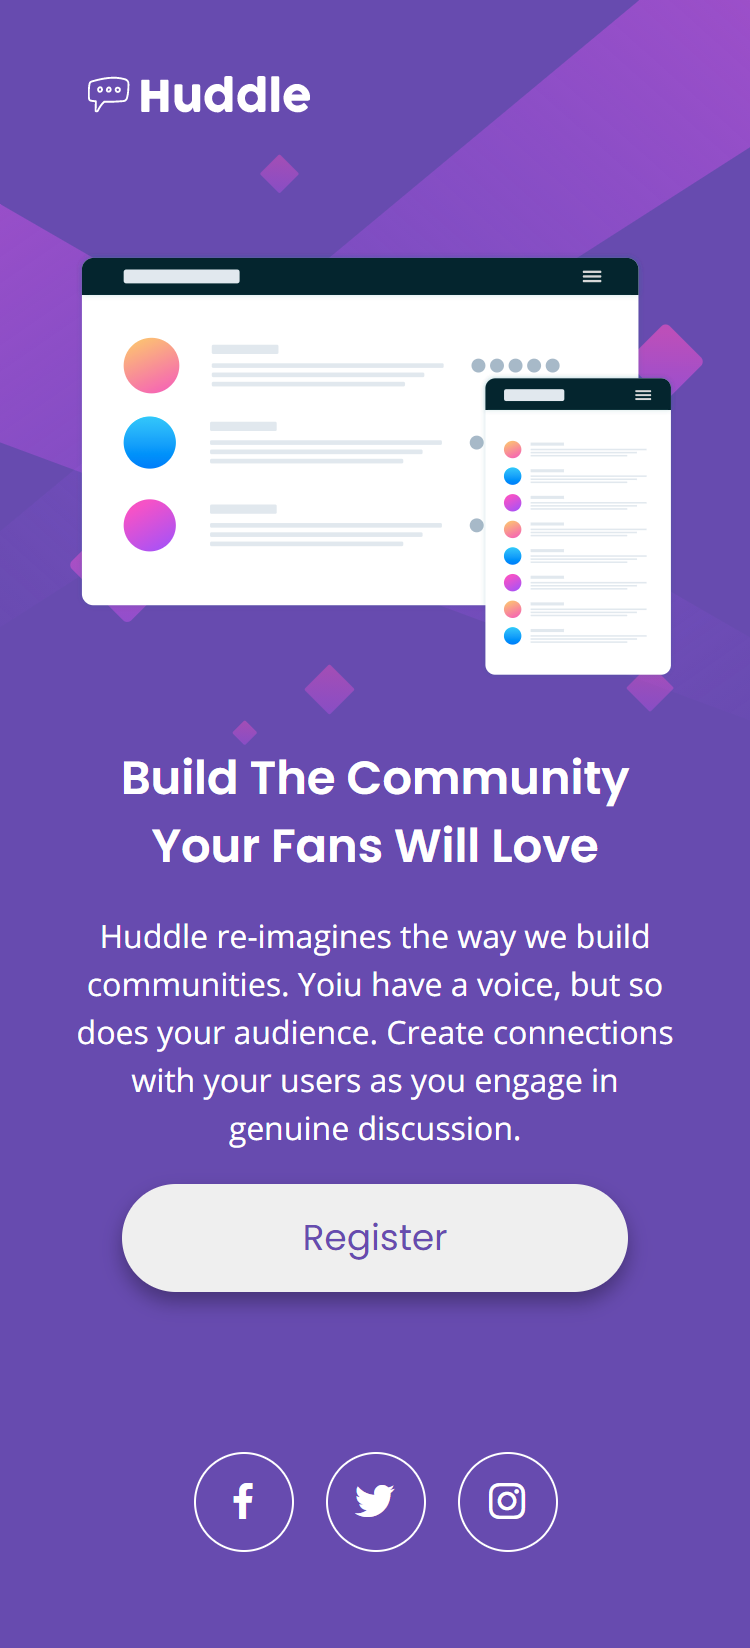 Huddle
Build The Community
Your Fans Will Love
Huddle re-imagines the way we build
communities. Yoiu have a voice, but so
does your audience. Create connections
with your users as you engage in
genuine discussion.
Register